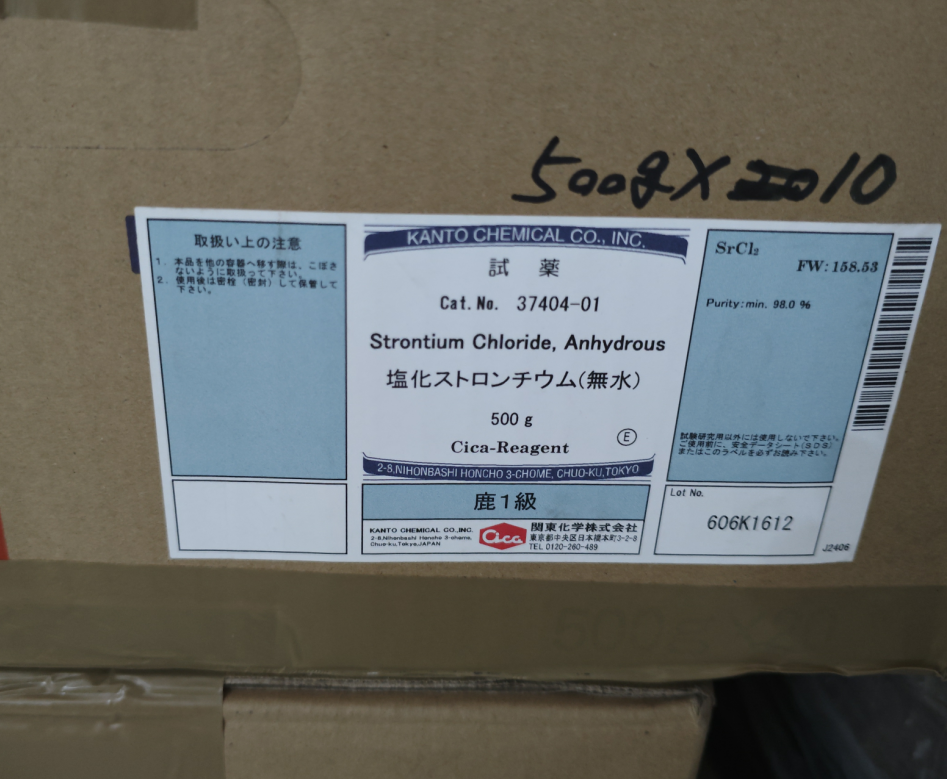 500g X 10
取扱い上の注意
1. 本品を他の容器へ移す際は、こぼさ
ないように取扱って下さい。
2. 使用後は密栓(密封)して保管して
下さい。
KANTO CHEMICAL CO., INC.
試薬
Cat. No. 37404-01
Strontium Chloride, Anhydrous
塩化ストロンチウム(無水)
500 g
Cica-Reagent
E
2-8,NIHONBASHI HONCHO 3-CHOME, CHUO-KU,TOKYO
鹿1級
KANTO CHEMICAL CO.,INC.
2-8,Nihonbashi Honcho 3-chome,
Chuo-ku,Tokyo,JAPAN
Cica
関東化学株式会社
東京都中央区日本橋本町3-2-8
TEL 0120-260-489
SrCl₂
FW: 158.53
Purity: min. 98.0 %
試験研究用以外には使用しないで下さい。
ご使用前に、安全データシート(SDS)
またはこのラベルを必ずお読み下さい。
Lot No.
606K1612
J2406